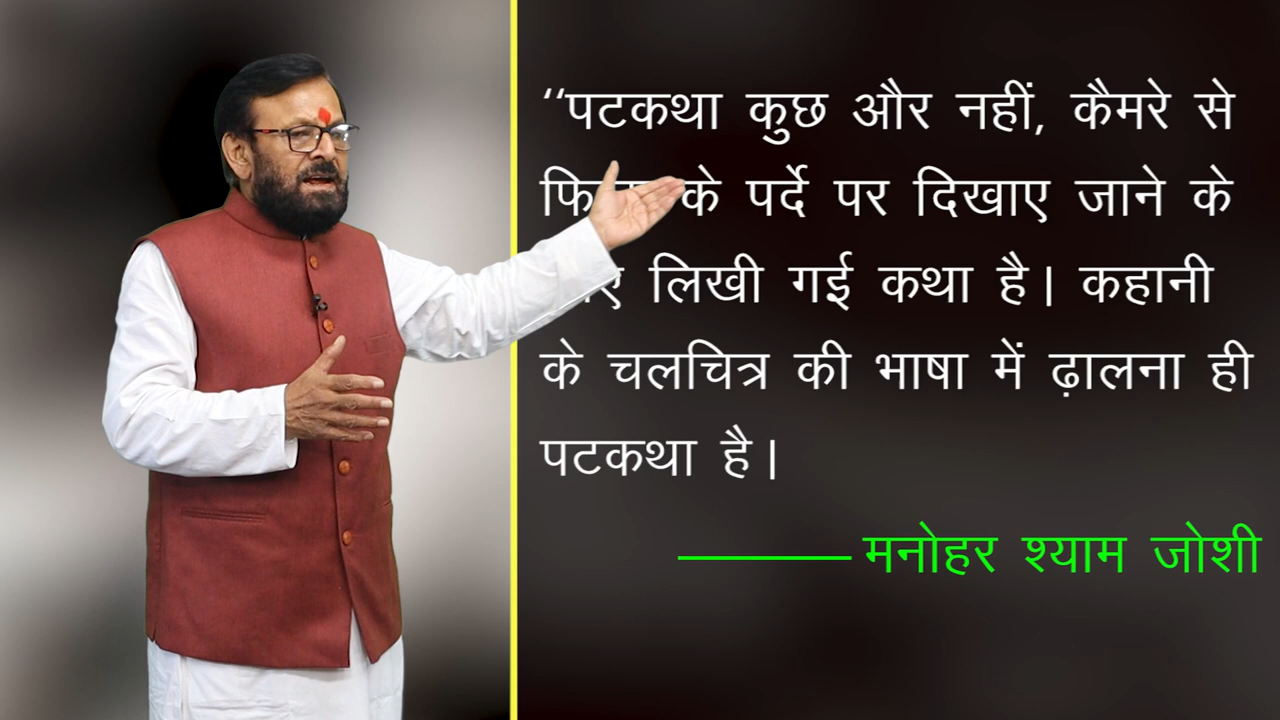 ‘‘पटकथा कुछ और नहीं, कैमरे से
के पर्दे पर दिखाए जाने के
लिखी गई कथा है। कहानी
के चलचित्र की भाषा में ढ़ालना ही
पटकथा है।
———मनोहर श्याम जोशी